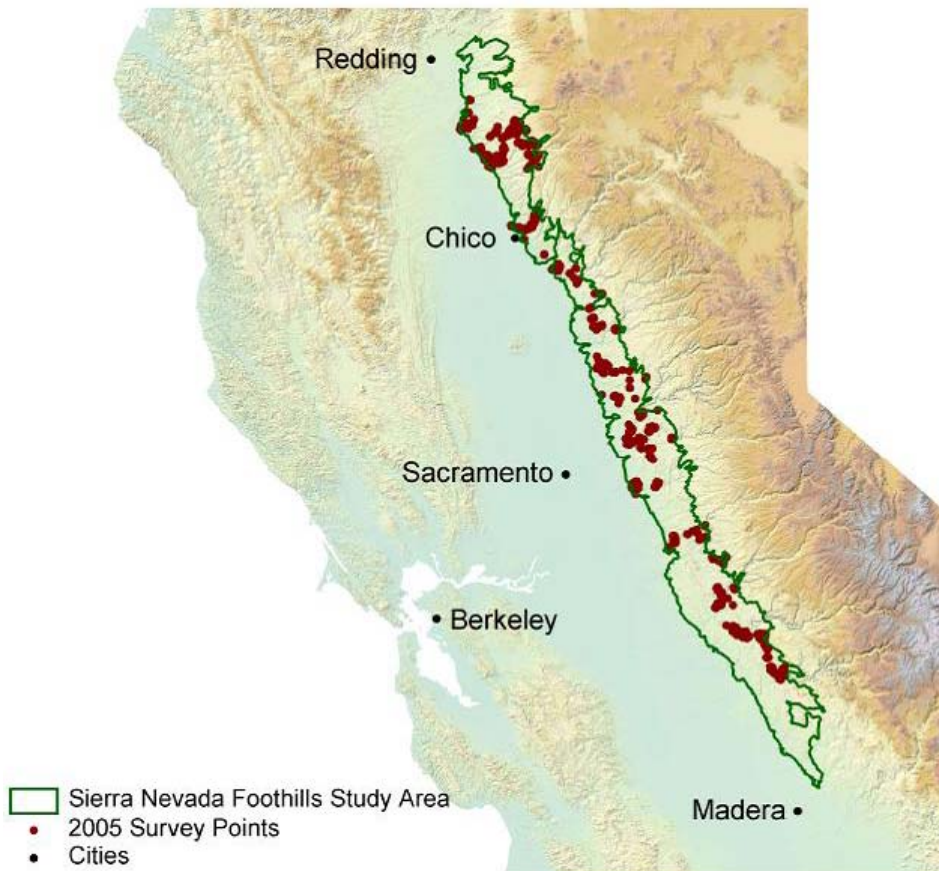 Redding
Chico
Sacramento
Berkeley
Madera
Sierra Nevada Foothills Study Area
2005 Survey Points
Cities